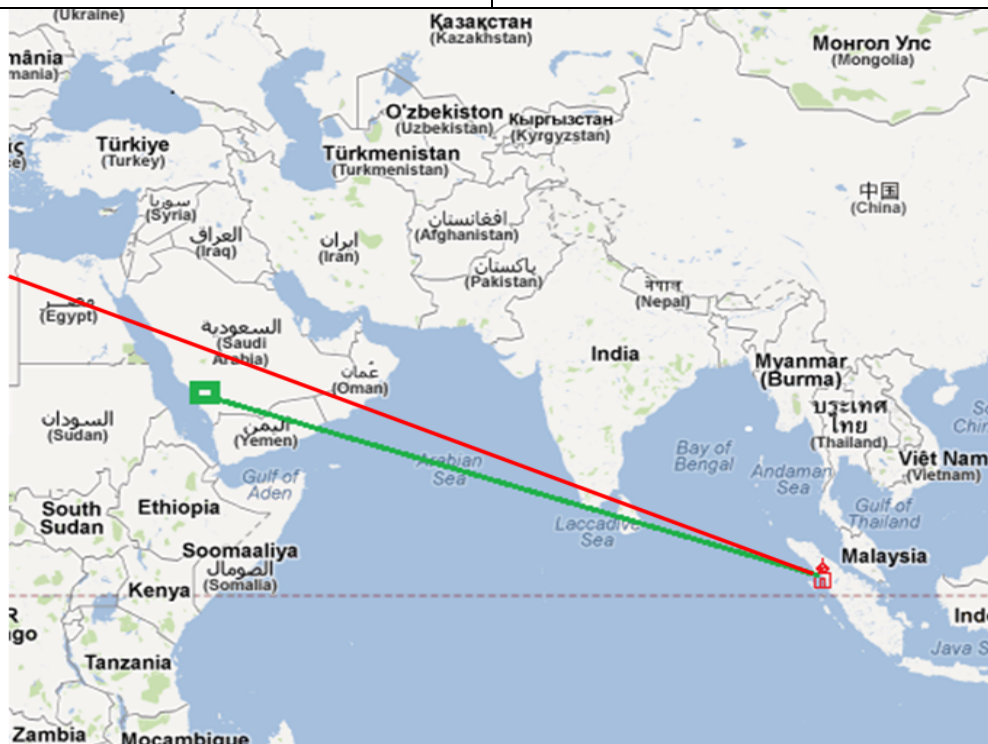 (Ukraine)
Қазақстан
(Kazakhstan)
Монгол Улс
(Mongolia)
mânia
mania)
O'zbekiston
(Uzbekistan)
Кыргызстан
(Kyrgyzstan)
Türkiye
(Turkey)
Türkmenistan
(Turkmenistan)
中国
(China)
سوريا
(Syria)
العراق
(Iraq)
ایران
(Iran)
افغانستان
(Afghanistan)
پاکستان
(Pakistan)
नेपाल
(Nepal)
مصر
(Egypt)
السعودية
(Saudi
Arabia)
عُمان
(Oman)
India
Myanmar
(Burma)
ประเทศ
ไทย
(Thailand)
السودان
(Sudan)
اليمن
(Yemen)
Arabian
Sea
Bay of
Bengal
Andaman
Sea
Việt Nam
(Vietnam)
Gulf of
Aden
Gulf of
Thailand
South
Sudan
Ethiopia
Laccadive
Sea
Malaysia
Soomaaliya
الصومال
(Somalia)
Kenya
Tanzania
Java S
Zambia
Moçambique